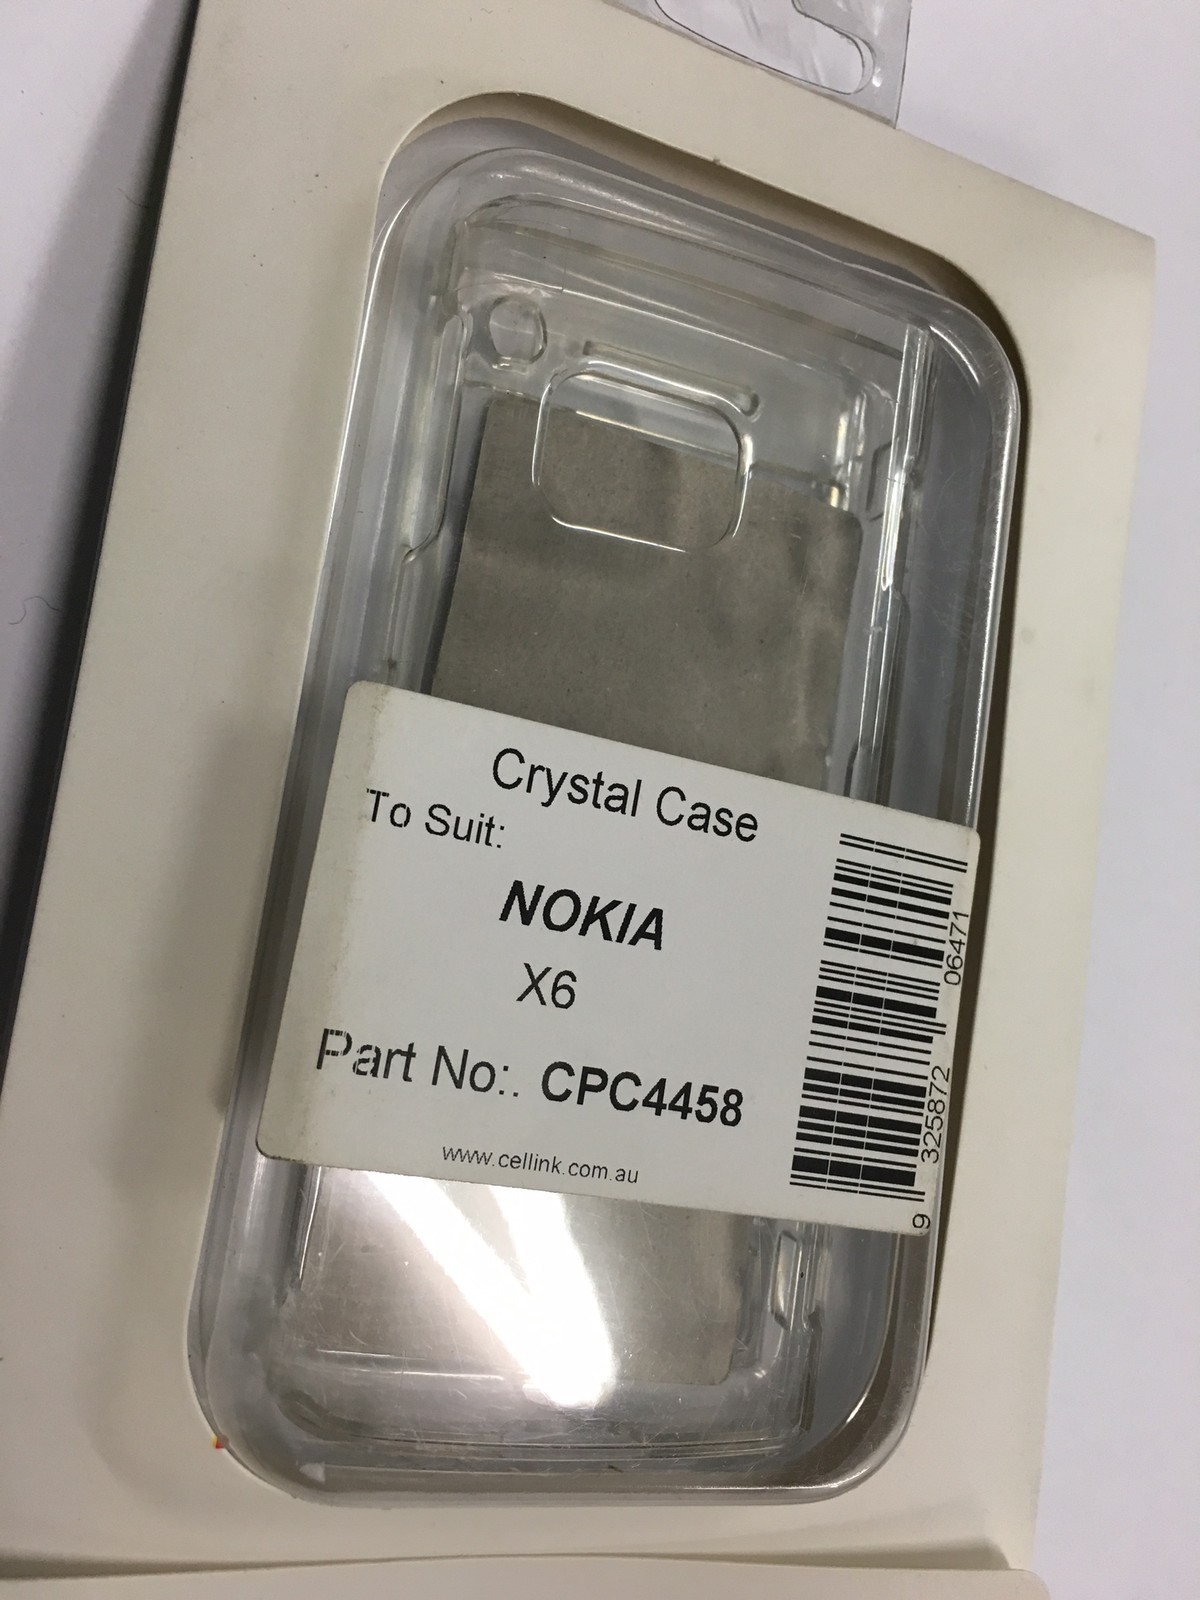 Crystal Case
To Suit:
NOKIA
X6
Part No:. CPC4458
www.cellink.com.au
9 325872 06471